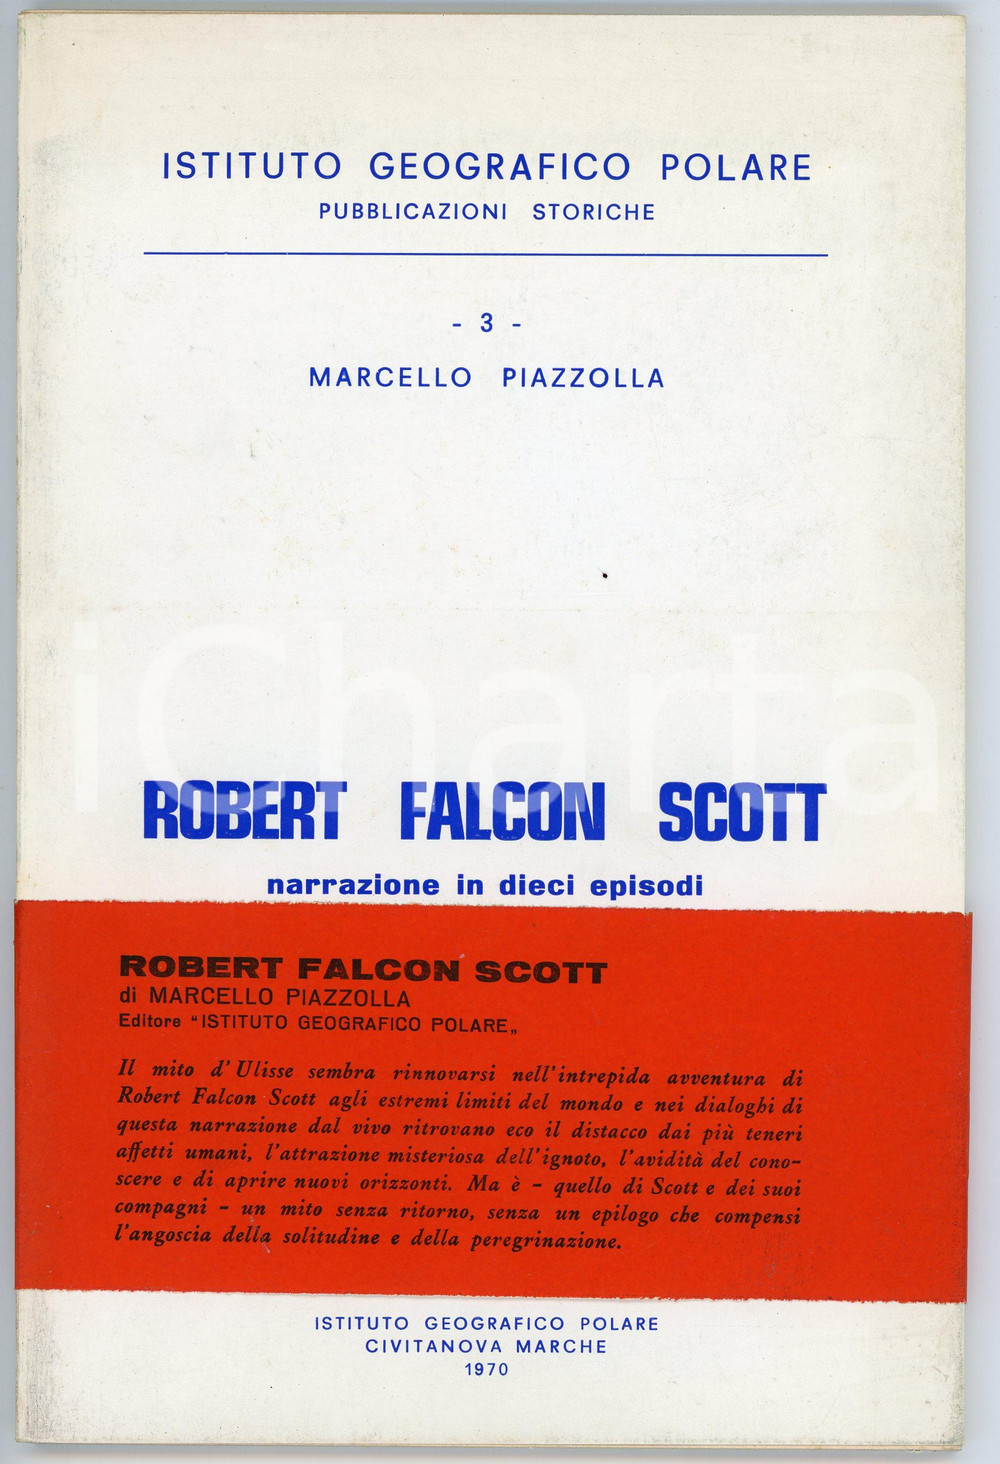 ISTITUTO GEOGRAFICO POLARE
PUBBLICAZIONI STORICHE
- 3 -
MARCELLO PIAZZOLLA
iCharta
ROBERT FALCON SCOTT
narrazione in dieci episodi
ROBERT FALCON SCOTT
di MARCELLO PIAZZOLLA
Editore “ISTITUTO GEOGRAFICO POLARE„
Il mito d'Ulisse sembra rinnovarsi nell'intrepida avventura di
Robert Falcon Scott agli estremi limiti del mondo e nei dialoghi di
questa narrazione dal vivo ritrovano eco il distacco dai più teneri
affetti umani, l'attrazione misteriosa dell'ignoto, l'avidità del cono-
scere e di aprire nuovi orizzonti. Ma è - quello di Scott e dei suoi
compagni - un mito senza ritorno, senza un epilogo che compensi
l'angoscia della solitudine e della peregrinazione.
ISTITUTO GEOGRAFICO POLARE
CIVITANOVA MARCHE
1970